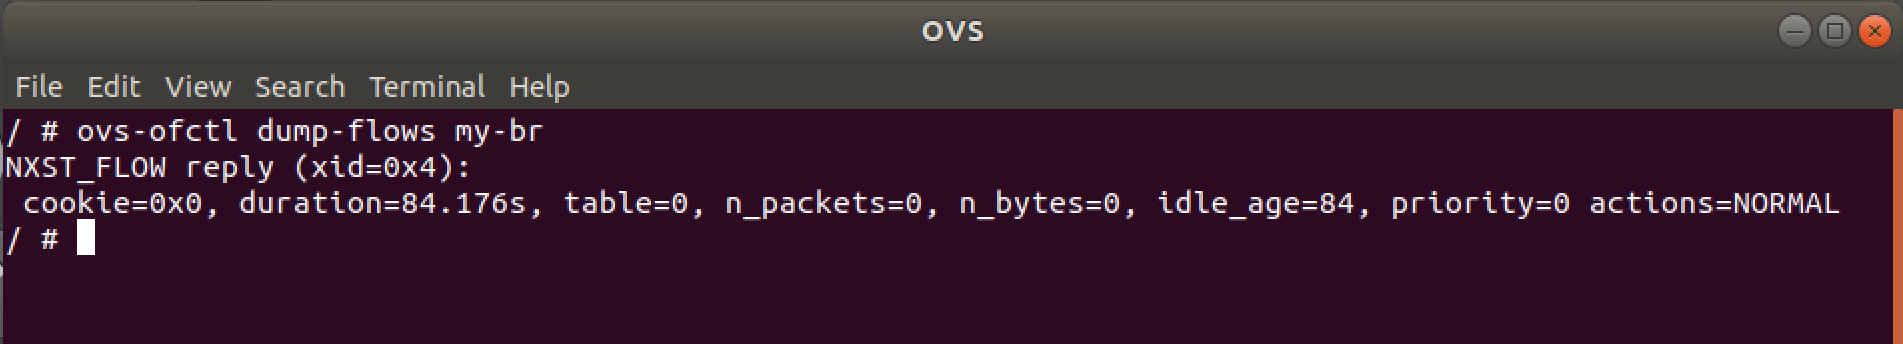 OVS
File Edit View Search Terminal Help
/ # ovs-ofctl dump-flows my-br
NXST_FLOW reply (xid=0x4):
 cookie=0x0, duration=84.176s, table=0, n_packets=0, n_bytes=0, idle_age=84, priority=0 actions=NORMAL
/ #